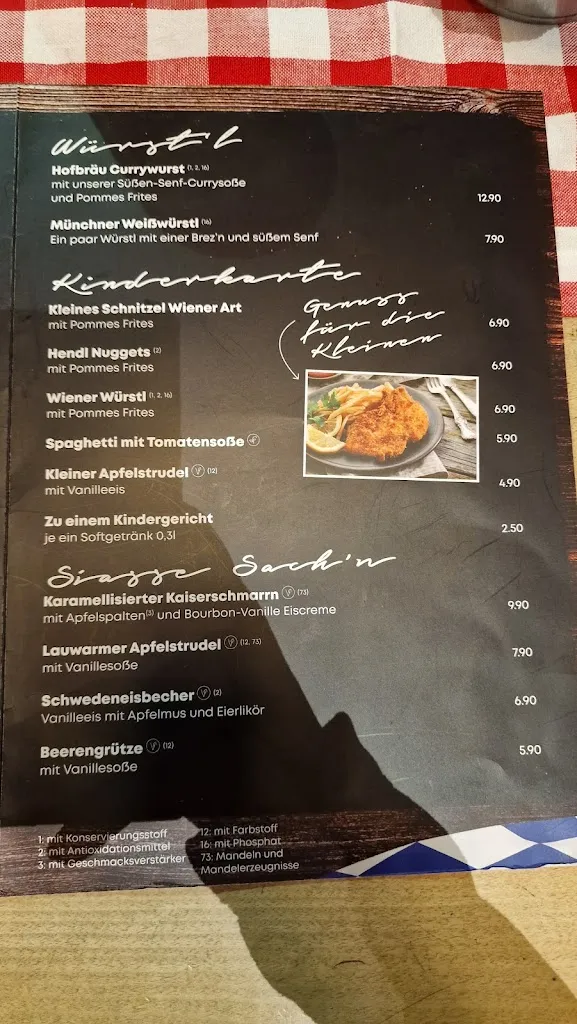 Würst'l
Hofbräu Currywurst (1, 2, 16)
mit unserer Süßen-Senf-Currysoße
und Pommes Frites 12.90
Münchner Weißwürstl (16)
Ein paar Würstl mit einer Brez'n und süßem Senf 7.90
Kinderkarte
Genuss
für die
Kleinen
Kleines Schnitzel Wiener Art
mit Pommes Frites 6.90
Hendl Nuggets (2)
mit Pommes Frites 6.90
Wiener Würstl (1, 2, 16)
mit Pommes Frites 6.90
Spaghetti mit Tomatensoße 5.90
Kleiner Apfelstrudel (12)
mit Vanilleeis 4.90
Zu einem Kindergericht
je ein Softgetränk 0,3l 2.50
Siasse Sach'n
Karamellisierter Kaiserschmarrn (73)
mit Apfelspalten(3) und Bourbon-Vanille Eiscreme 9.90
Lauwarmer Apfelstrudel (12, 73)
mit Vanillesoße 7.90
Schwedeneisbecher (2)
Vanilleeis mit Apfelmus und Eierlikör 6.90
Beerengrütze (12)
mit Vanillesoße 5.90
1: mit Konservierungsstoff
2: mit Antioxidationsmittel
3: mit Geschmacksverstärker
12: mit Farbstoff
16: mit Phosphat
73: Mandeln und
Mandelerzeugnisse